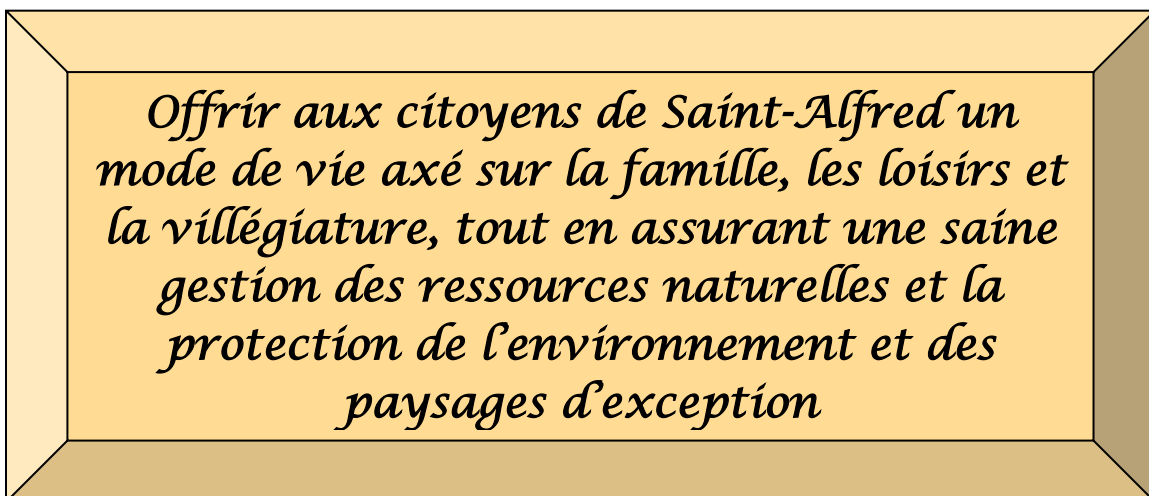 Offrir aux citoyens de Saint-Alfred un
mode de vie axé sur la famille, les loisirs et
la villégiature, tout en assurant une saine
gestion des ressources naturelles et la
protection de l'environnement et des
paysages d'exception